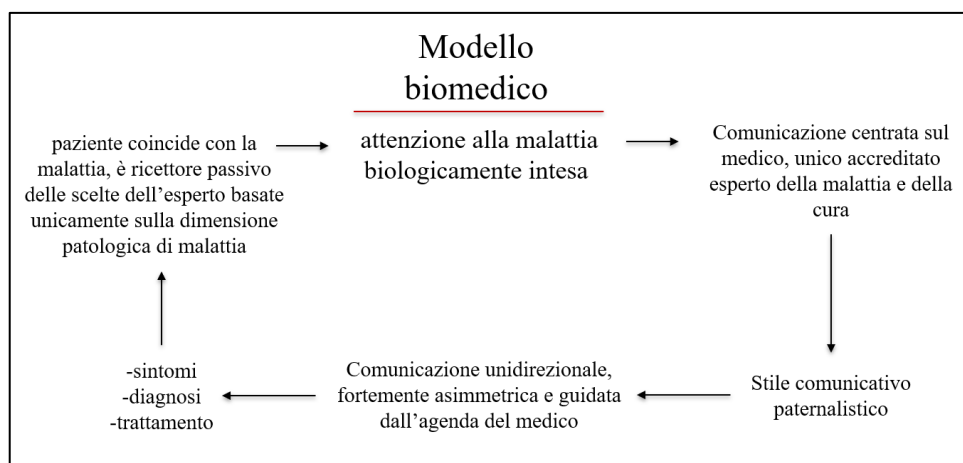 Modello
biomedico
paziente coincide con la
malattia, è ricettore passivo
delle scelte dell'esperto basate
unicamente sulla dimensione
patologica di malattia
attenzione alla malattia
biologicamente intesa
Comunicazione centrata sul
medico, unico accreditato
esperto della malattia e della
cura
Stile comunicativo
paternalistico
Comunicazione unidirezionale,
fortemente asimmetrica e guidata
dall'agenda del medico
-sintomi
-diagnosi
-trattamento